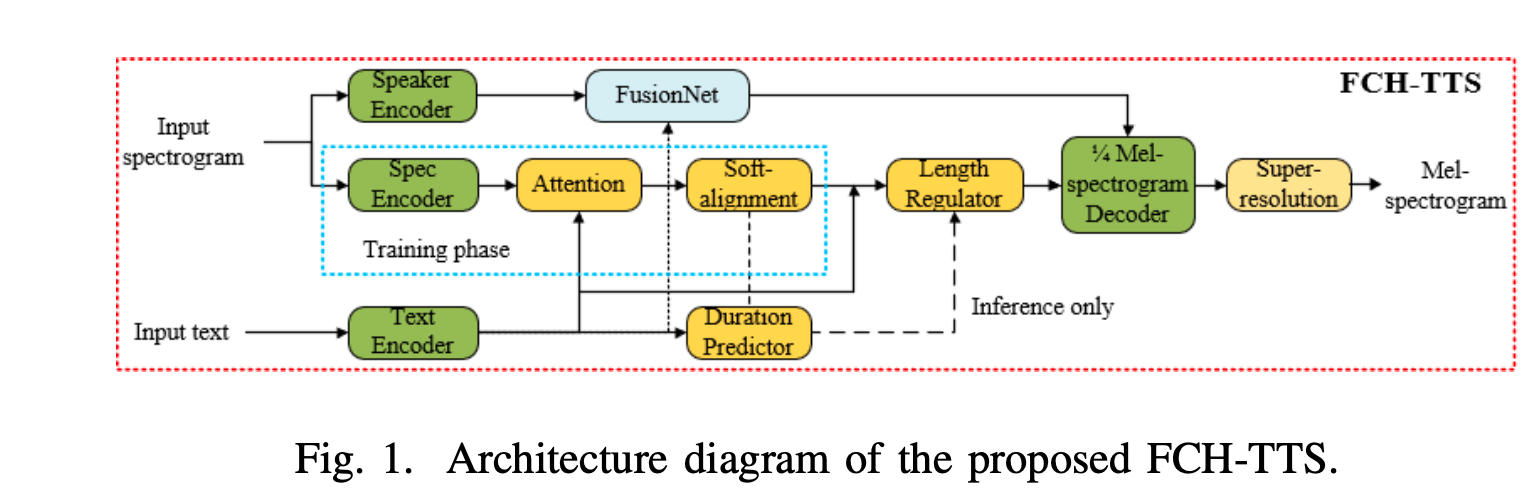 FCH-TTS
Speaker
Encoder
FusionNet
Input
spectrogram
Spec
Encoder
Attention
Soft-
alignment
Length
Regulator
¼ Mel-
spectrogram
Decoder
Super-
resolution
Mel-
spectrogram
Training phase
Input text
Text
Encoder
Duration
Predictor
Inference only
Fig. 1. Architecture diagram of the proposed FCH-TTS.